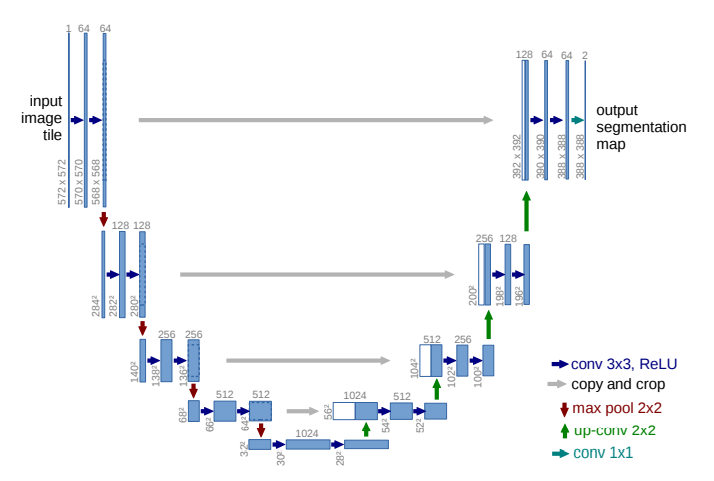 1 64 64
128 64 64 2
input
image
tile
output
segmentation
map
572 x 572
570 x 570
568 x 568
392 x 392
390 x 390
388 x 388
388 x 388
128 128
256 128
284²
282²
280²
200²
198²
196²
256 256
512 256
140²
138²
136²
104²
102²
100²
512 512
1024 512
68²
66²
64²
56²
54²
52²
1024
32²
30²
28²
conv 3x3, ReLU
copy and crop
max pool 2x2
up-conv 2x2
conv 1x1